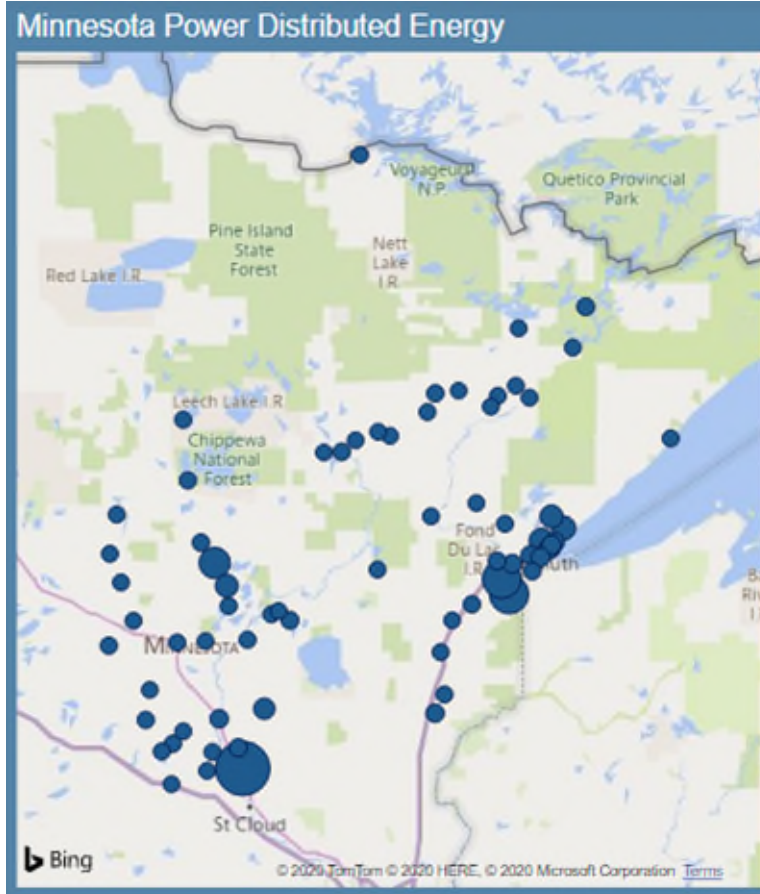 Minnesota Power Distributed Energy
Voyageurs
N.P.
Quetico Provincial
Park
Pine Island
State
Forest
Nett
Lake
I.R.
Red Lake I.R.
Leech Lake I.R
Chippewa
National
Forest
Fond
Du Lac
I.R.
MINNESOTA
St Cloud
Bing
© 2020 TomTom © 2020 HERE, © 2020 Microsoft Corporation Terms